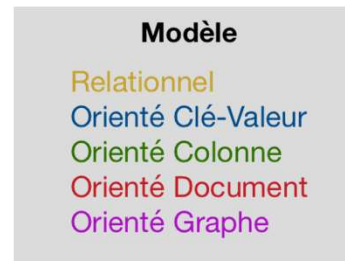 Modèle
Relationnel
Orienté Clé-Valeur
Orienté Colonne
Orienté Document
Orienté Graphe